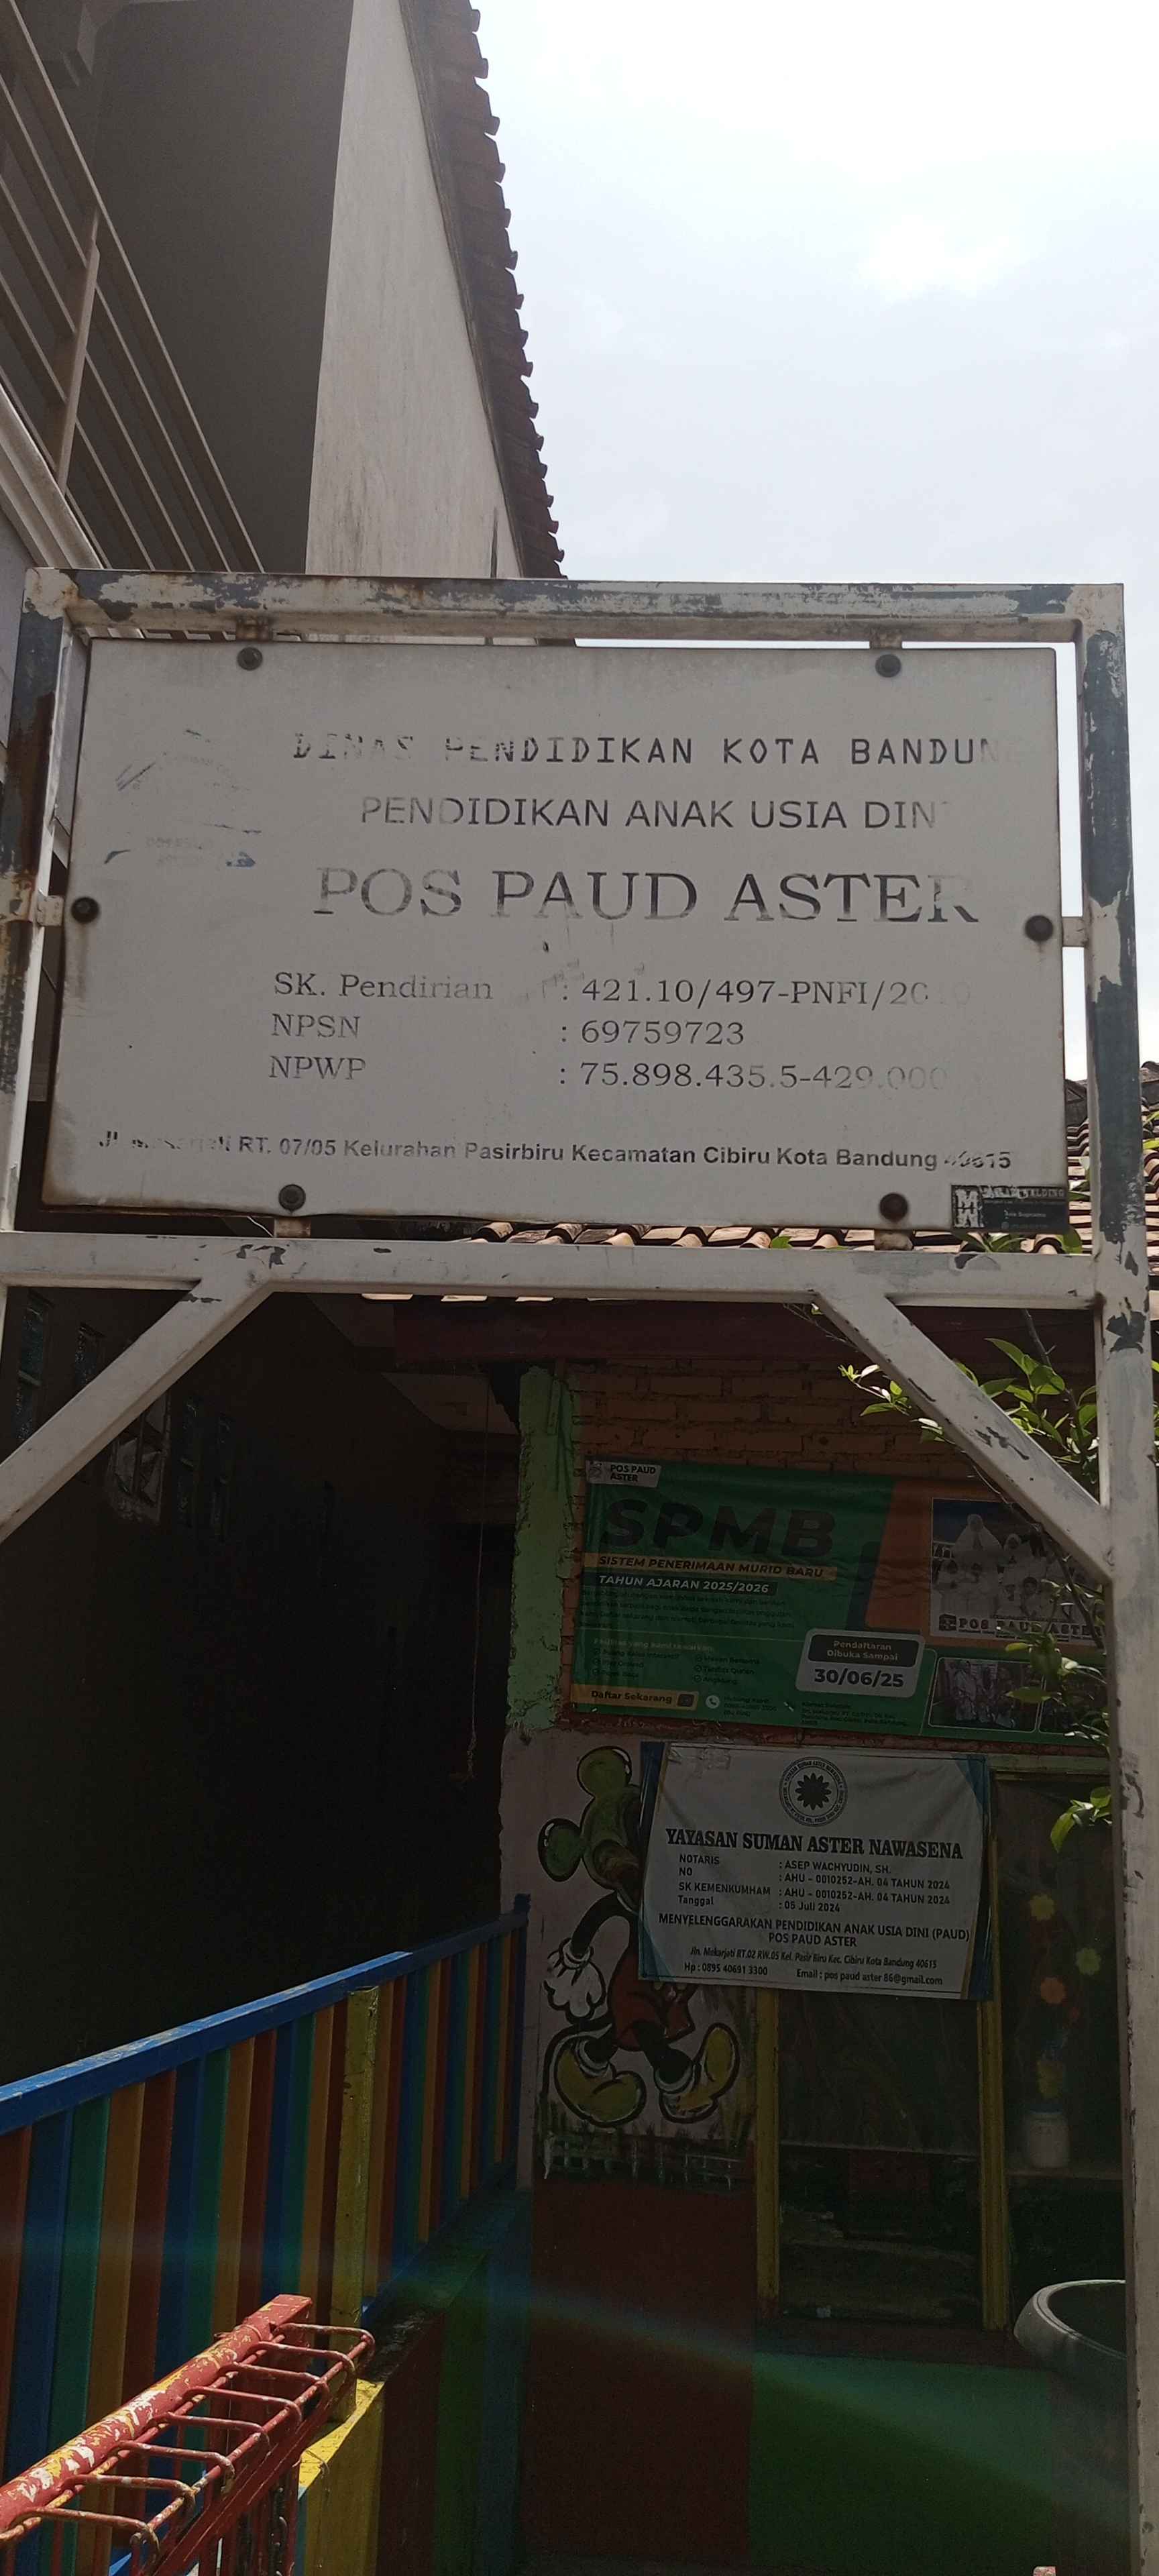 DINAS PENDIDIKAN KOTA BANDUNG
PENDIDIKAN ANAK USIA DINI
POS PAUD ASTER
SK. Pendirian : 421.10/497-PNFI/2010
NPSN : 69759723
NPWP : 75.898.435.5-429.000
RT. 07/05 Kelurahan Pasirbiru Kecamatan Cibiru Kota Bandung 40615
POS PAUD
ASTER
SPMB
SISTEM PENERIMAAN MURID BARU
TAHUN AJARAN 2025/2026
Pendaftaran
Dibuka Sampai
30/06/25
Daftar Sekarang
POS PAUD ASTER
YAYASAN SUMAN ASTER NAWASENA
NOTARIS : ASEP WACHYUDIN, SH.
NO : AHU - 0010252-AH. 04 TAHUN 2024
SK KEMENKUMHAM : AHU - 0010252-AH. 04 TAHUN 2024
Tanggal : 05 Juli 2024
MENYELENGGARAKAN PENDIDIKAN ANAK USIA DINI (PAUD)
POS PAUD ASTER
Jln. Mekarjati RT.02 RW.05 Kel. Pasir Biru Kec. Cibiru Kota Bandung 40615
Hp : 0895 40691 3300 Email : pos paud aster 86@gmail.com